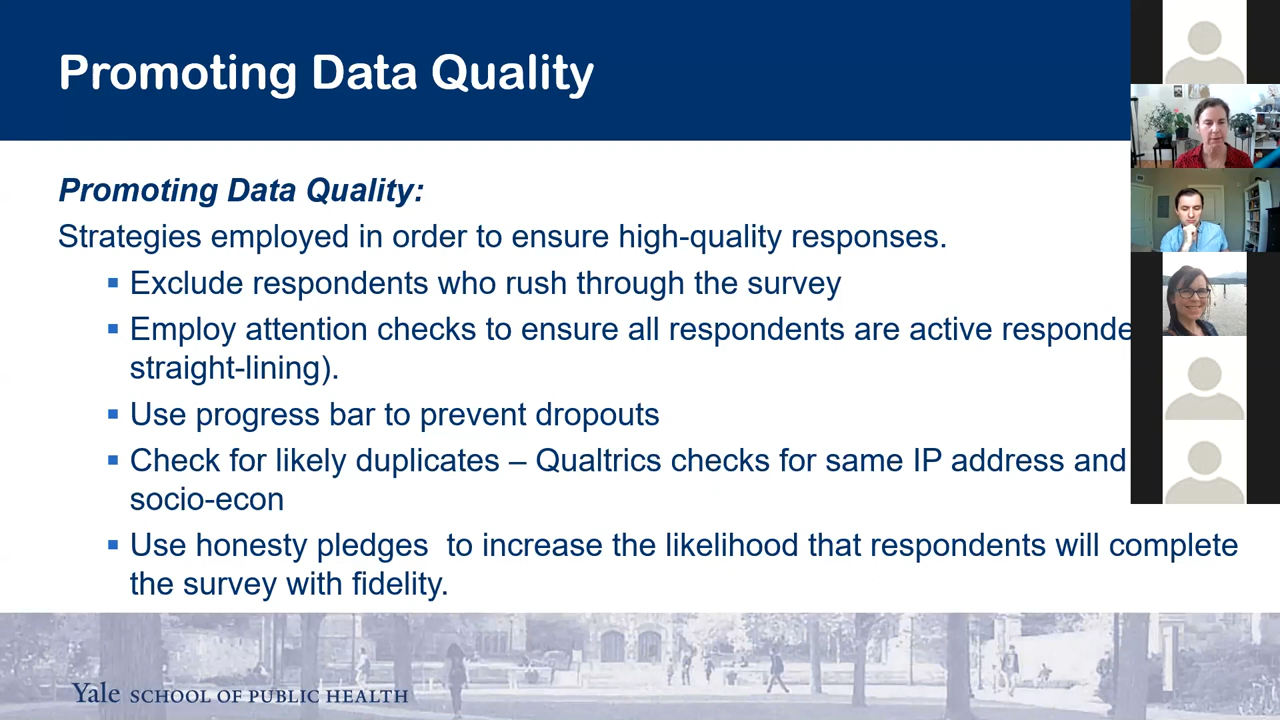 Promoting Data Quality
Promoting Data Quality:
Strategies employed in order to ensure high-quality responses.
Exclude respondents who rush through the survey
Employ attention checks to ensure all respondents are active
straight-lining).
Use progress bar to prevent dropouts
Check for likely duplicates – Qualtrics checks for same IP address and
socio-econ
Use honesty pledges to increase the likelihood that respondents will complete
the survey with fidelity.
Yale SCHOOL OF PUBLIC HEALTH